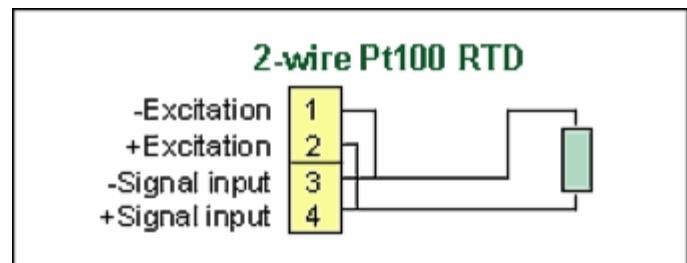 2-wire Pt100 RTD
-Excitation 1
+Excitation 2
-Signal input 3
+Signal input 4